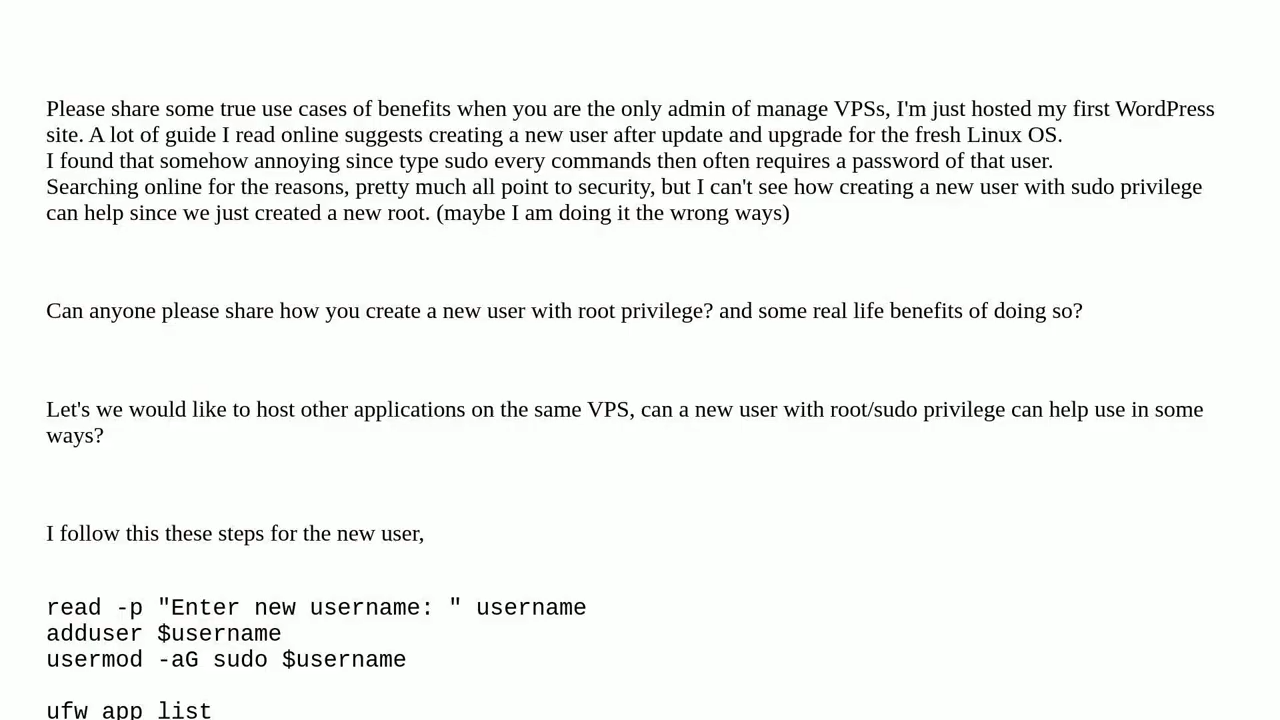 Please share some true use cases of benefits when you are the only admin of manage VPSs, I'm just hosted my first WordPress
site. A lot of guide I read online suggests creating a new user after update and upgrade for the fresh Linux OS.
I found that somehow annoying since type sudo every commands then often requires a password of that user.
Searching online for the reasons, pretty much all point to security, but I can't see how creating a new user with sudo privilege
can help since we just created a new root. (maybe I am doing it the wrong ways)
Can anyone please share how you create a new user with root privilege? and some real life benefits of doing so?
Let's we would like to host other applications on the same VPS, can a new user with root/sudo privilege can help use in some
ways?
I follow this these steps for the new user,
read -p "Enter new username: " username
adduser $username
usermod -aG sudo $username
ufw app list